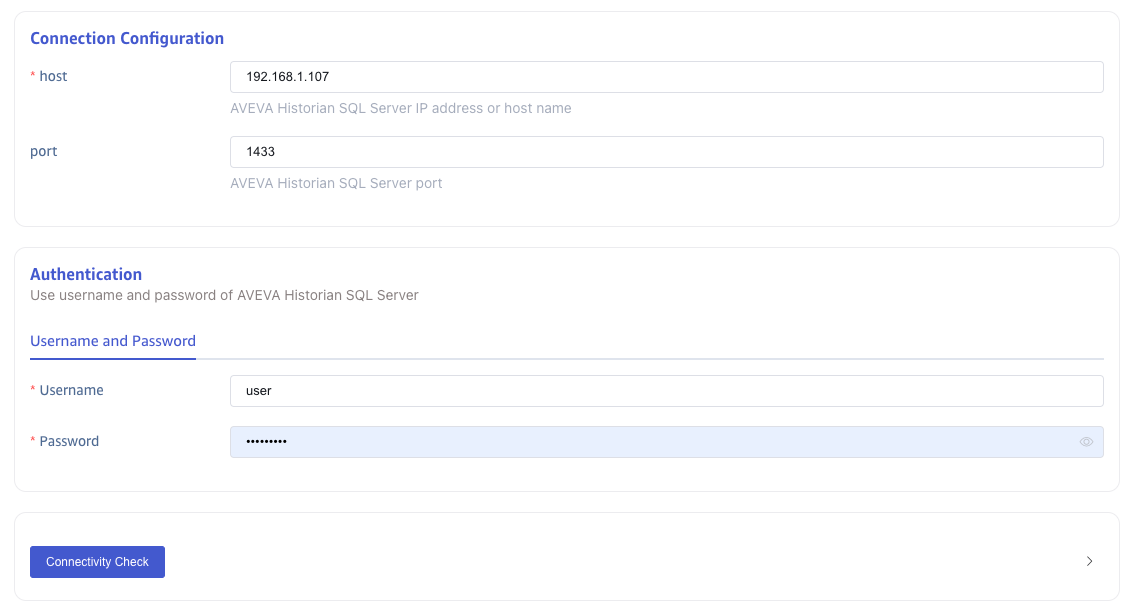 Connection Configuration
* host
192.168.1.107
AVEVA Historian SQL Server IP address or host name
port
1433
AVEVA Historian SQL Server port
Authentication
Use username and password of AVEVA Historian SQL Server
Username and Password
* Username
user
* Password
•••••••••
Connectivity Check